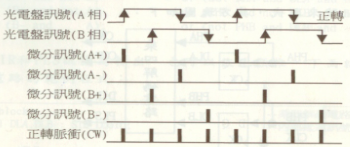 光電盤訊號(A相)
正轉
光電盤訊號(B相)
微分訊號(A+)
微分訊號(A-)
微分訊號(B+)
微分訊號(B-)
正轉脈衝(CW)